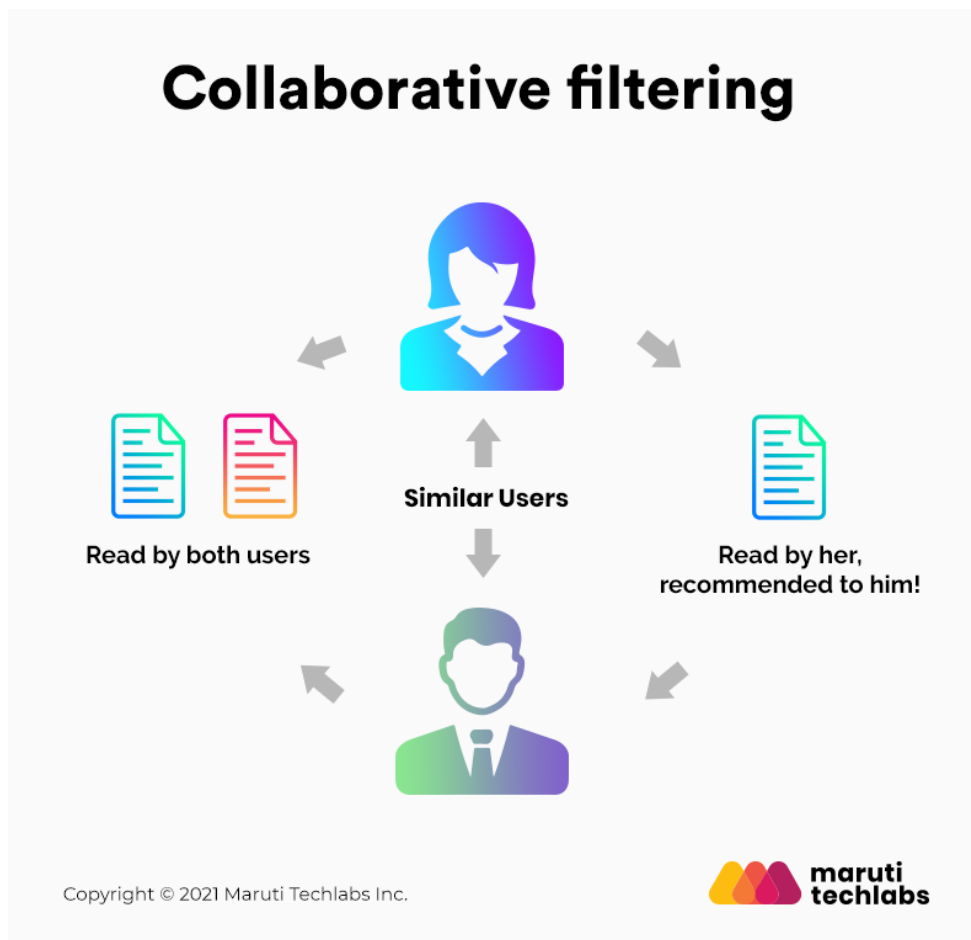 Collaborative filtering
Similar Users
Read by both users
Read by her,
recommended to him!
Copyright © 2021 Maruti Techlabs Inc.
maruti
techlabs